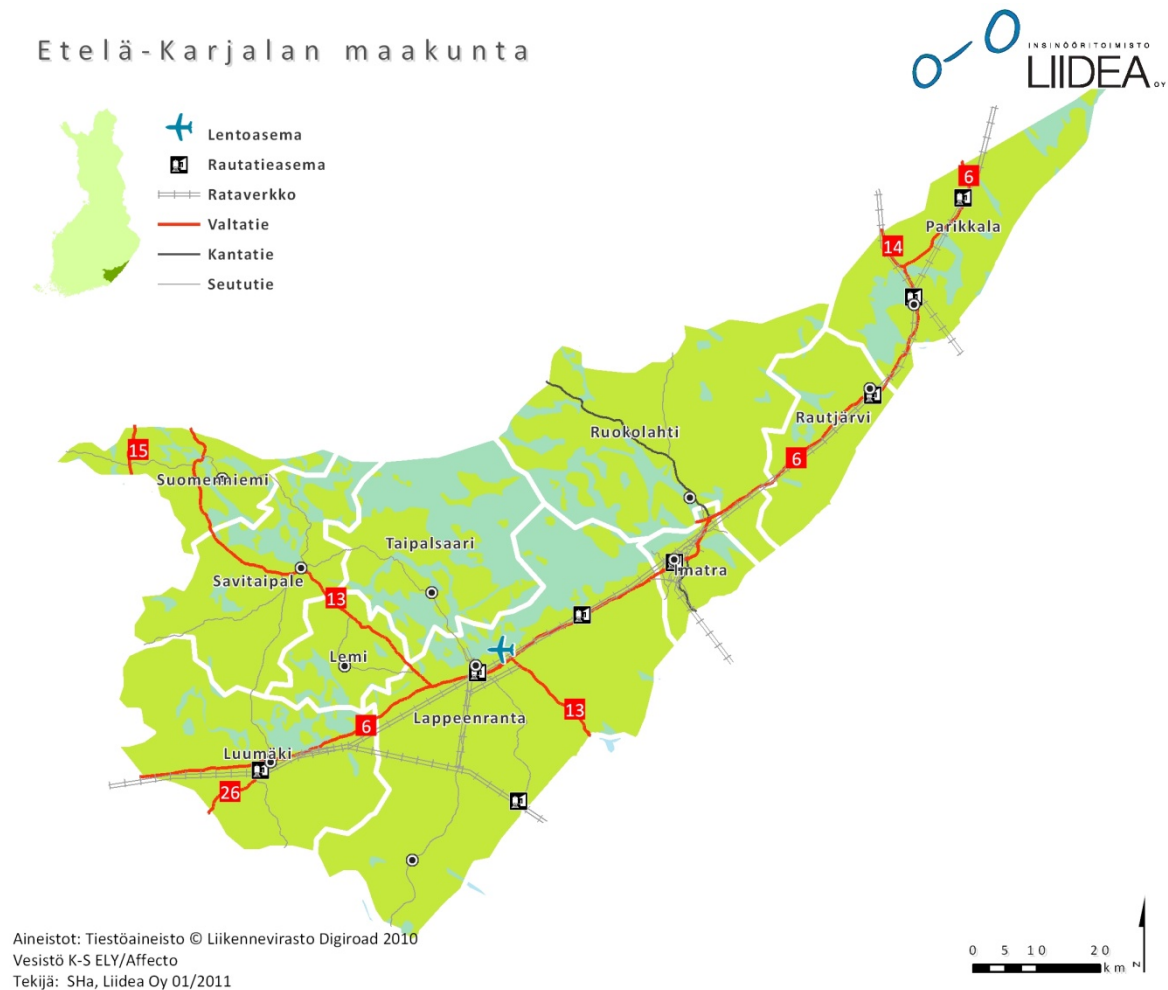 Etelä-Karjalan maakunta
INSINÖÖRITOIMISTO
LIIDEA OY
Lentoasema
Rautatieasema
Rataverkko
Valtatie
Kantatie
Seututie
6
Parikkala
14
Rautjärvi
Ruokolahti
6
15
Suomenniemi
Taipalsaari
Imatra
Savitaipale
13
Lemi
13
Lappeenranta
6
Luumäki
26
Aineistot: Tiestöaineisto © Liikennevirasto Digiroad 2010
Vesistö K-S ELY/Affecto
Tekijä: SHa, Liidea Oy 01/2011
0 5 10 20
km
N